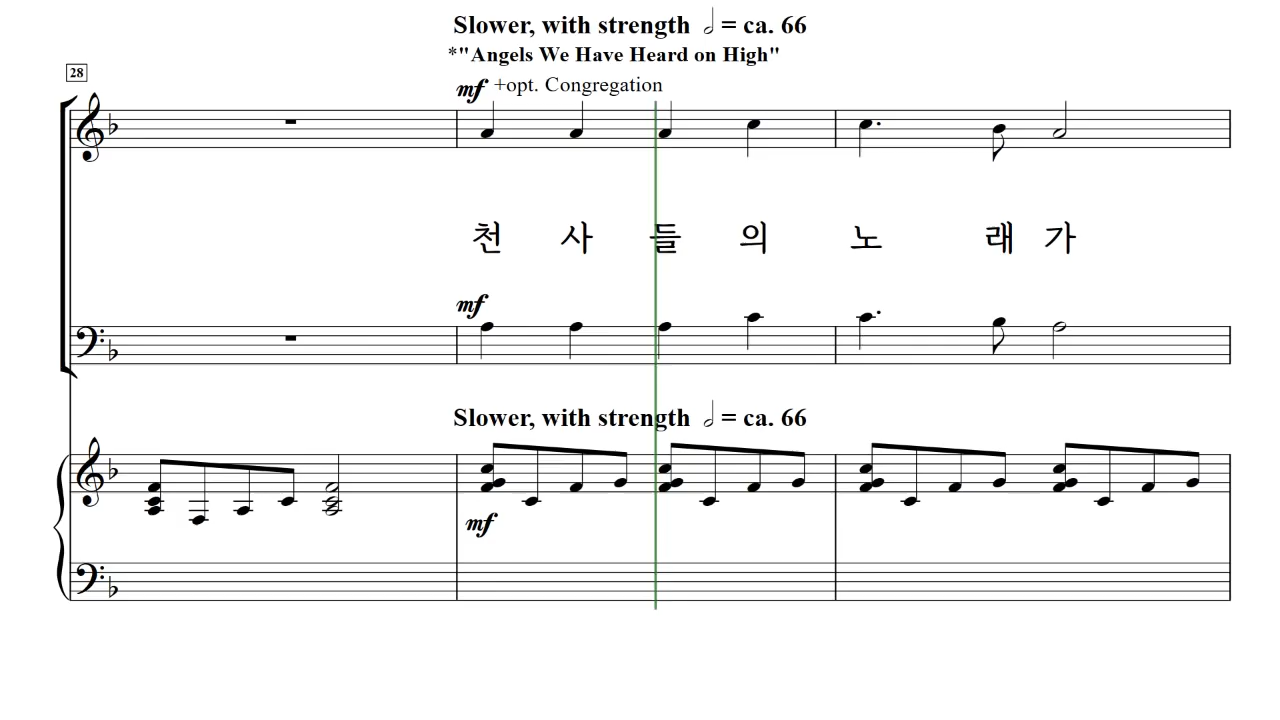 Slower, with strength 𝅗𝅥 = ca. 66
*"Angels We Have Heard on High"
28
mf +opt. Congregation
천 사 들 의 노 래 가
mf
Slower, with strength 𝅗𝅥 = ca. 66
mf